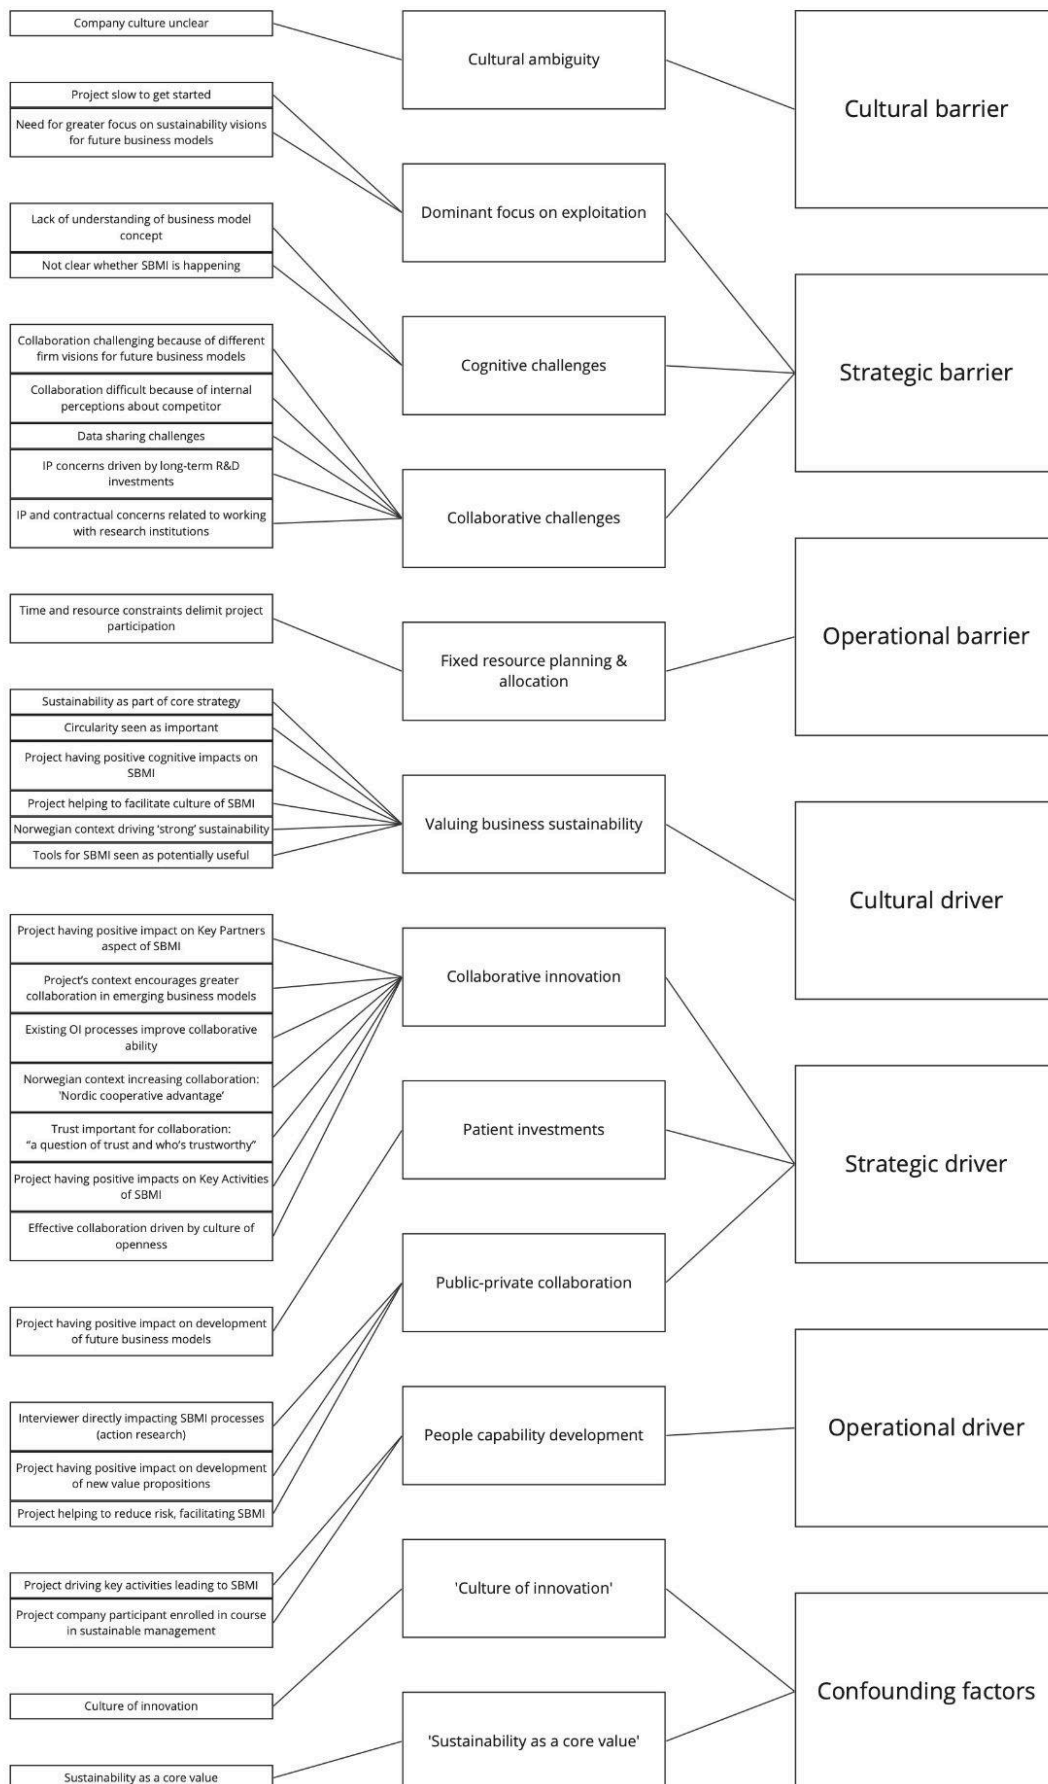 Company culture unclear
Project slow to get started
Need for greater focus on sustainability visions
for future business models
Lack of understanding of business model
concept
Not clear whether SBMI is happening
Collaboration challenging because of different
firm visions for future business models
Collaboration difficult because of internal
perceptions about competitor
Data sharing challenges
IP concerns driven by long-term R&D
investments
IP and contractual concerns related to working
with research institutions
Time and resource constraints delimit project
participation
Sustainability as part of core strategy
Circularity seen as important
Project having positive cognitive impacts on
SBMI
Project helping to facilitate culture of SBMI
Norwegian context driving ‘strong’ sustainability
Tools for SBMI seen as potentially useful
Project having positive impact on Key Partners
aspect of SBMI
Project’s context encourages greater
collaboration in emerging business models
Existing OI processes improve collaborative
ability
Norwegian context increasing collaboration:
'Nordic cooperative advantage’
Trust important for collaboration:
“a question of trust and who’s trustworthy”
Project having positive impacts on Key Activities
of SBMI
Effective collaboration driven by culture of
openness
Project having positive impact on development
of future business models
Interviewer directly impacting SBMI processes
(action research)
Project having positive impact on development
of new value propositions
Project helping to reduce risk, facilitating SBMI
Project driving key activities leading to SBMI
Project company participant enrolled in course
in sustainable management
Culture of innovation
Sustainability as a core value
Cultural ambiguity
Dominant focus on exploitation
Cognitive challenges
Collaborative challenges
Fixed resource planning &
allocation
Valuing business sustainability
Collaborative innovation
Patient investments
Public-private collaboration
People capability development
'Culture of innovation'
'Sustainability as a core value'
Cultural barrier
Strategic barrier
Operational barrier
Cultural driver
Strategic driver
Operational driver
Confounding factors